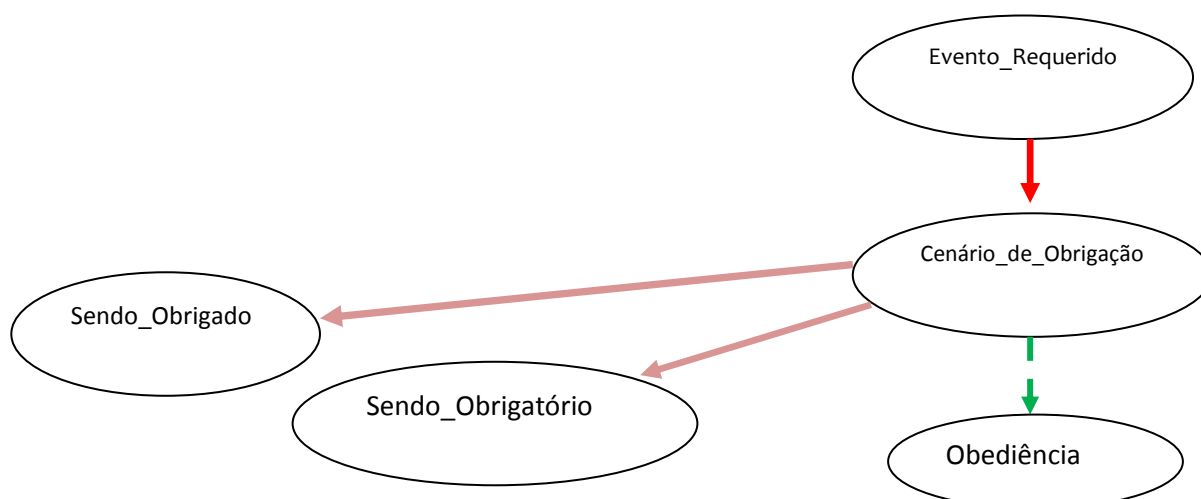 Evento_Requerido
Cenário_de_Obrigação
Sendo_Obrigado
Sendo_Obrigatório
Obediência